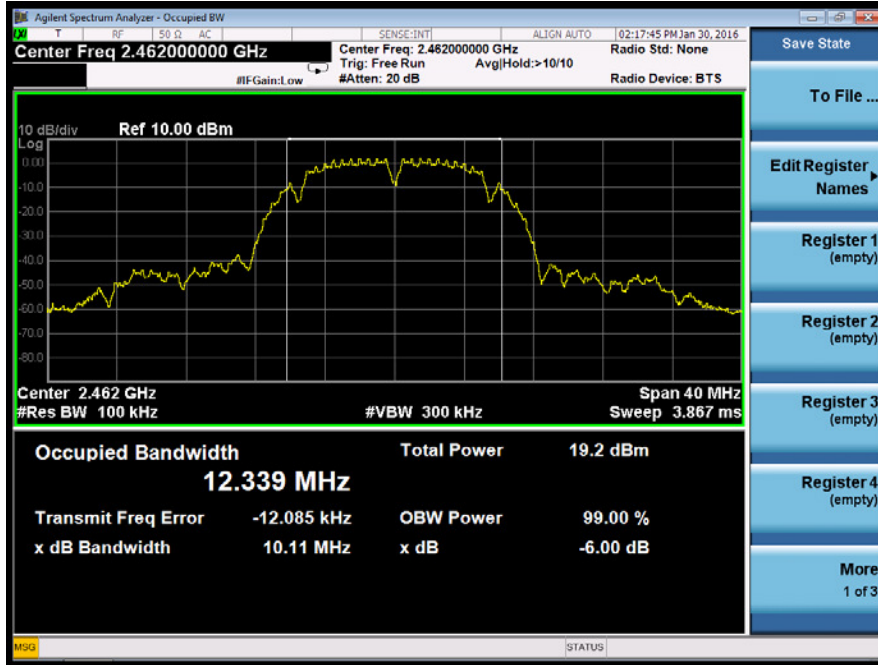 Agilent Spectrum Analyzer - Occupied BW
T RF 50 Ω AC SENSE:INT ALIGN AUTO 02:17:45 PM Jan 30, 2016
Center Freq 2.462000000 GHz
Center Freq: 2.462000000 GHz
Radio Std: None
Trig: Free Run Avg|Hold:>10/10
#IFGain:Low
#Atten: 20 dB
Radio Device: BTS
10 dB/div Ref 10.00 dBm
Log
0.00
-10.0
-20.0
-30.0
-40.0
-50.0
-60.0
-70.0
-80.0
Center 2.462 GHz Span 40 MHz
#Res BW 100 kHz #VBW 300 kHz Sweep 3.867 ms
Occupied Bandwidth Total Power 19.2 dBm
12.339 MHz
Transmit Freq Error -12.085 kHz OBW Power 99.00 %
x dB Bandwidth 10.11 MHz x dB -6.00 dB
MSG STATUS
Save State
To File ...
Edit Register
Names
Register 1
(empty)
Register 2
(empty)
Register 3
(empty)
Register 4
(empty)
More
1 of 3